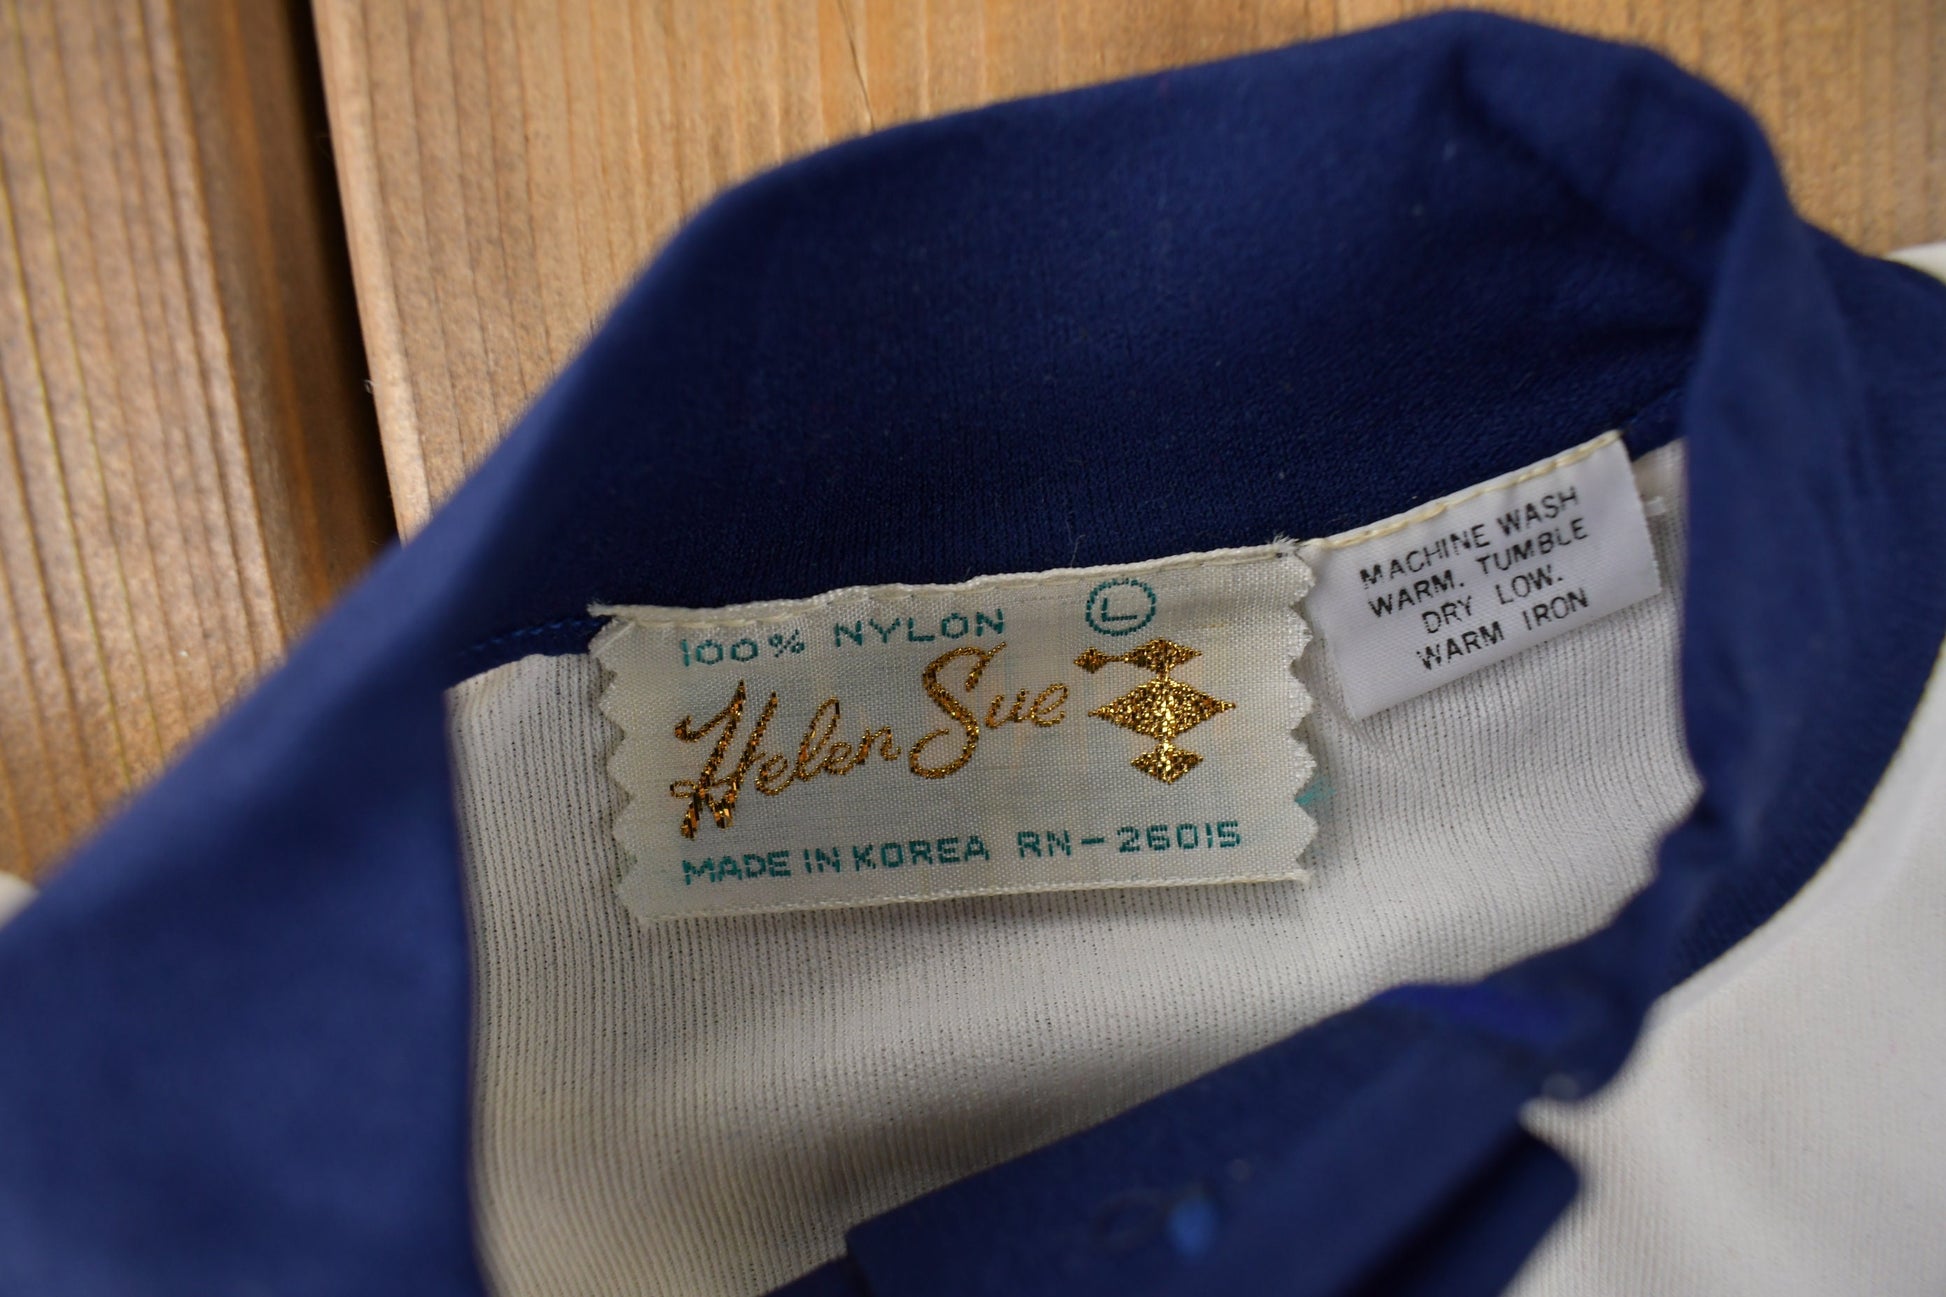 100% NYLON L
Helen Sue
MADE IN KOREA RN-26015
MACHINE WASH
WARM. TUMBLE
DRY LOW.
WARM IRON